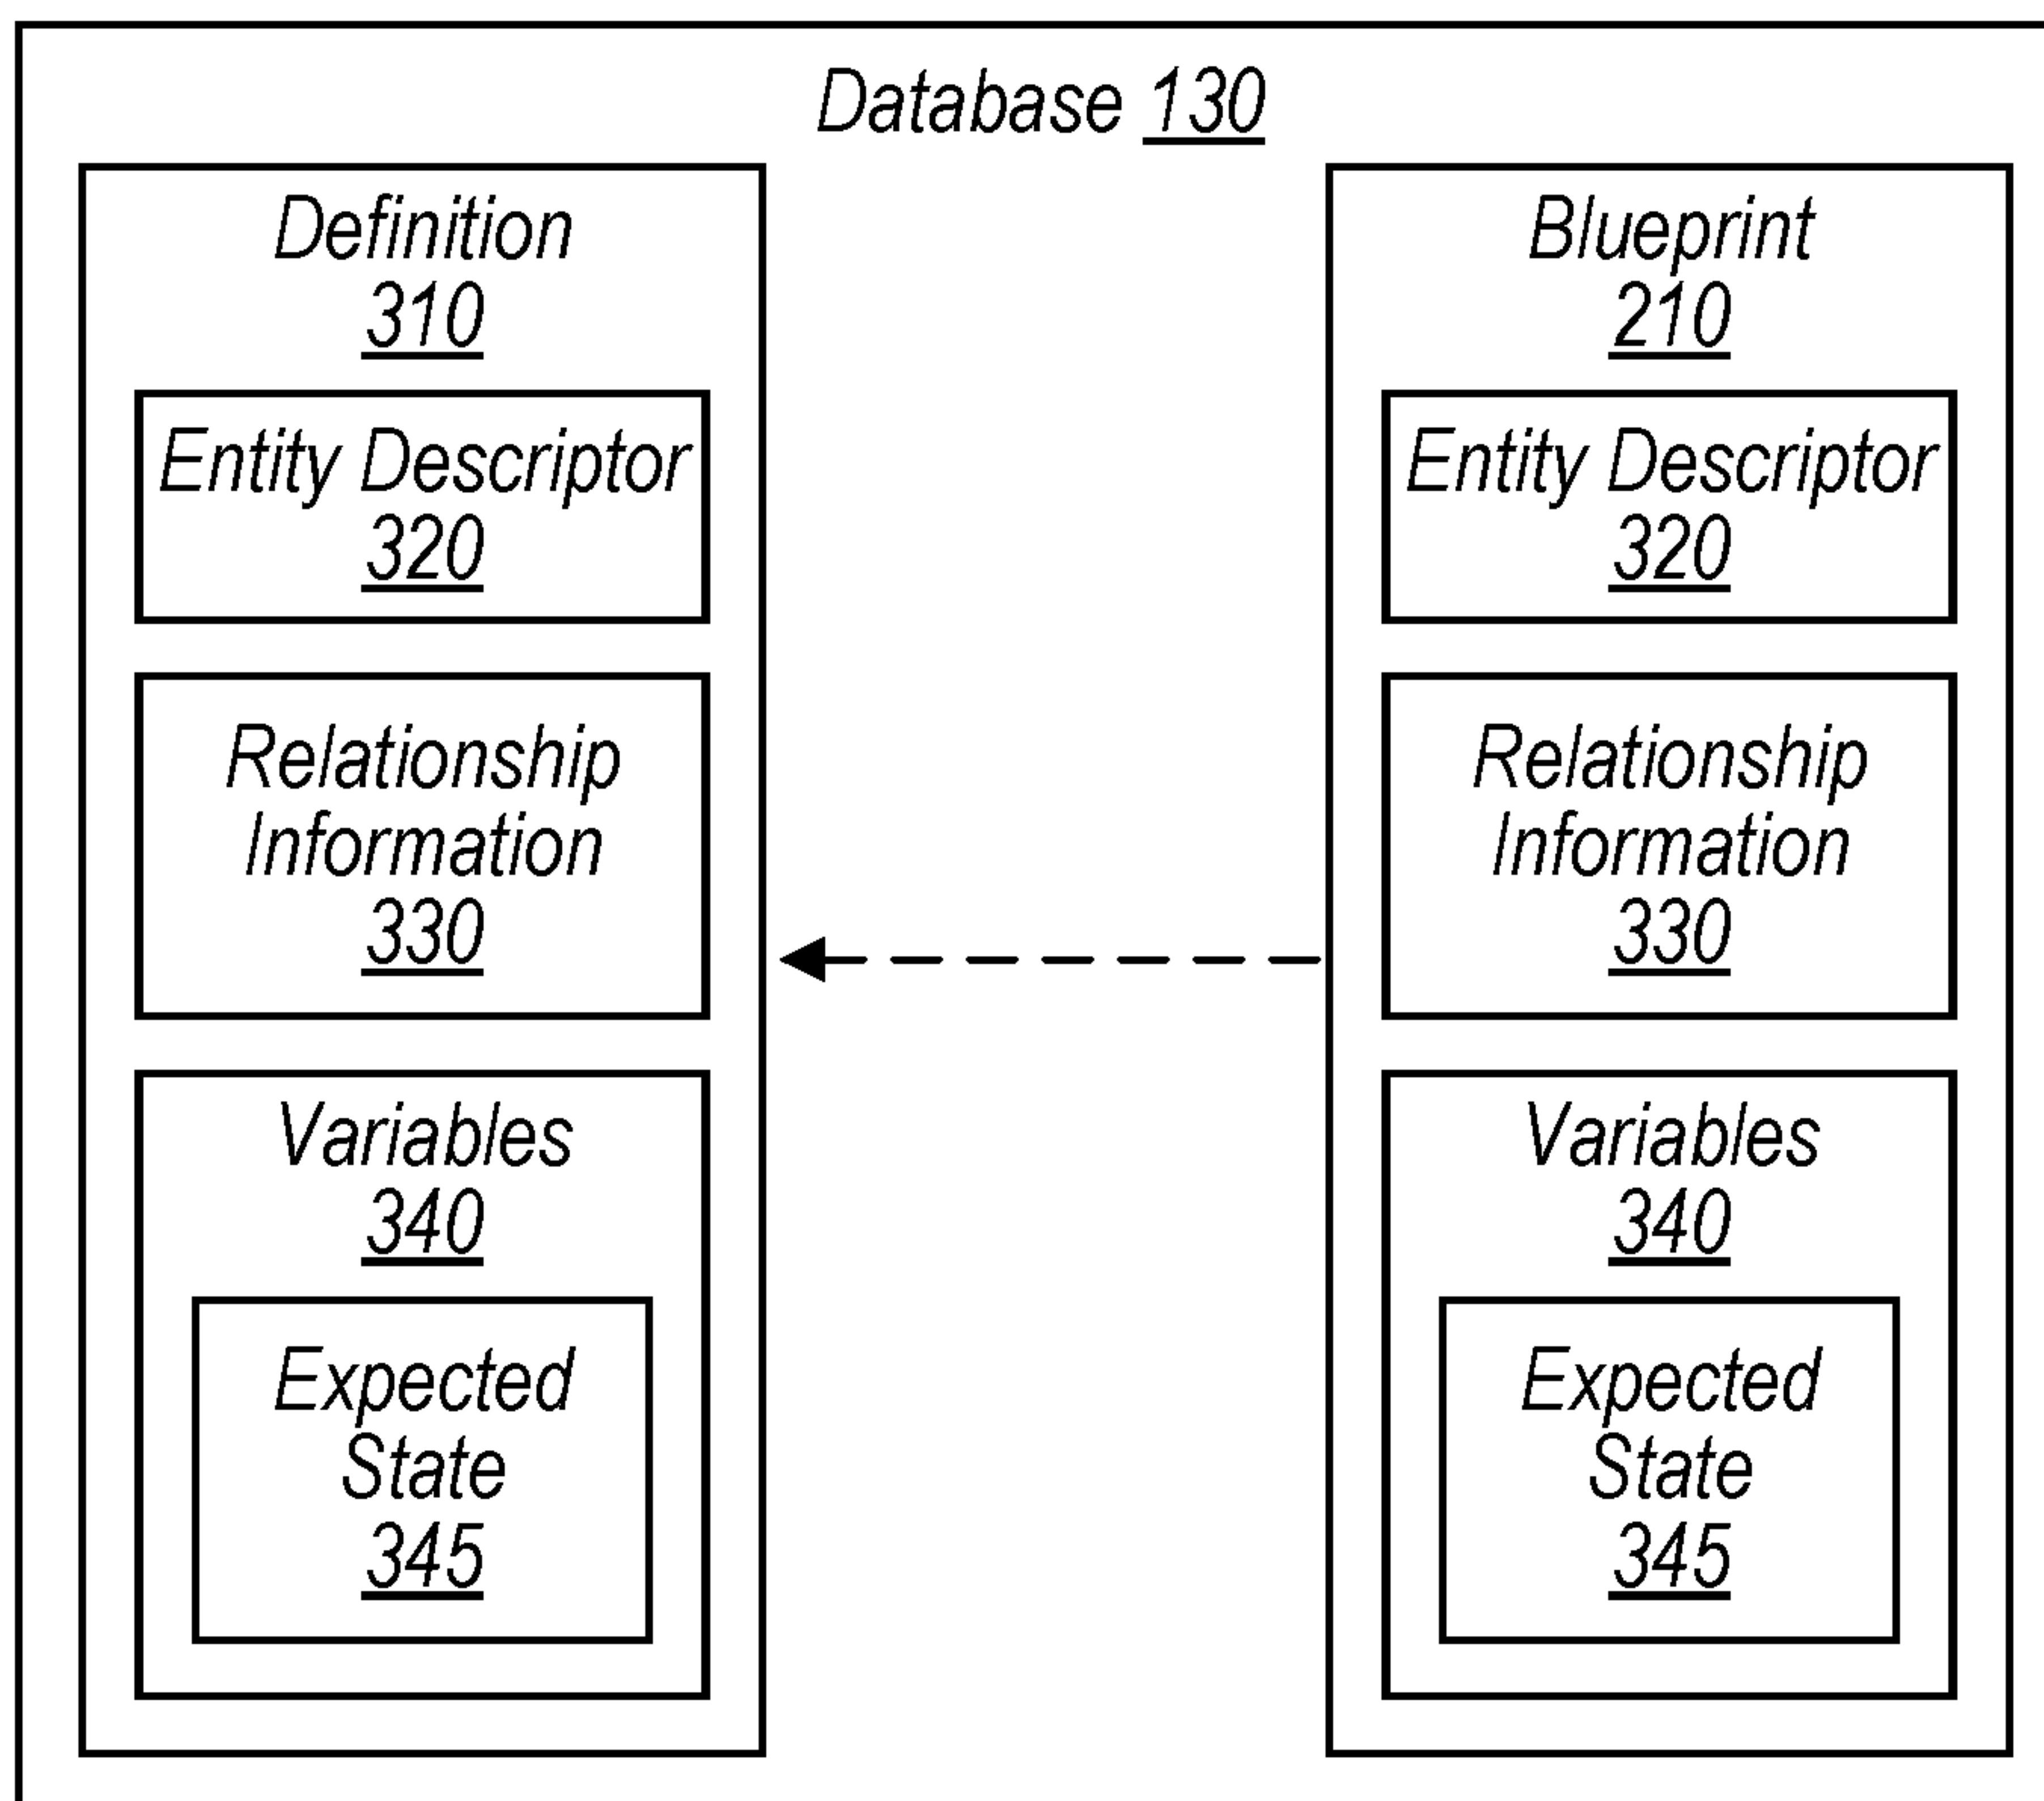 Database 130
Definition
310
Entity Descriptor
320
Relationship
Information
330
Variables
340
Expected
State
345
Blueprint
210
Entity Descriptor
320
Relationship
Information
330
Variables
340
Expected
State
345